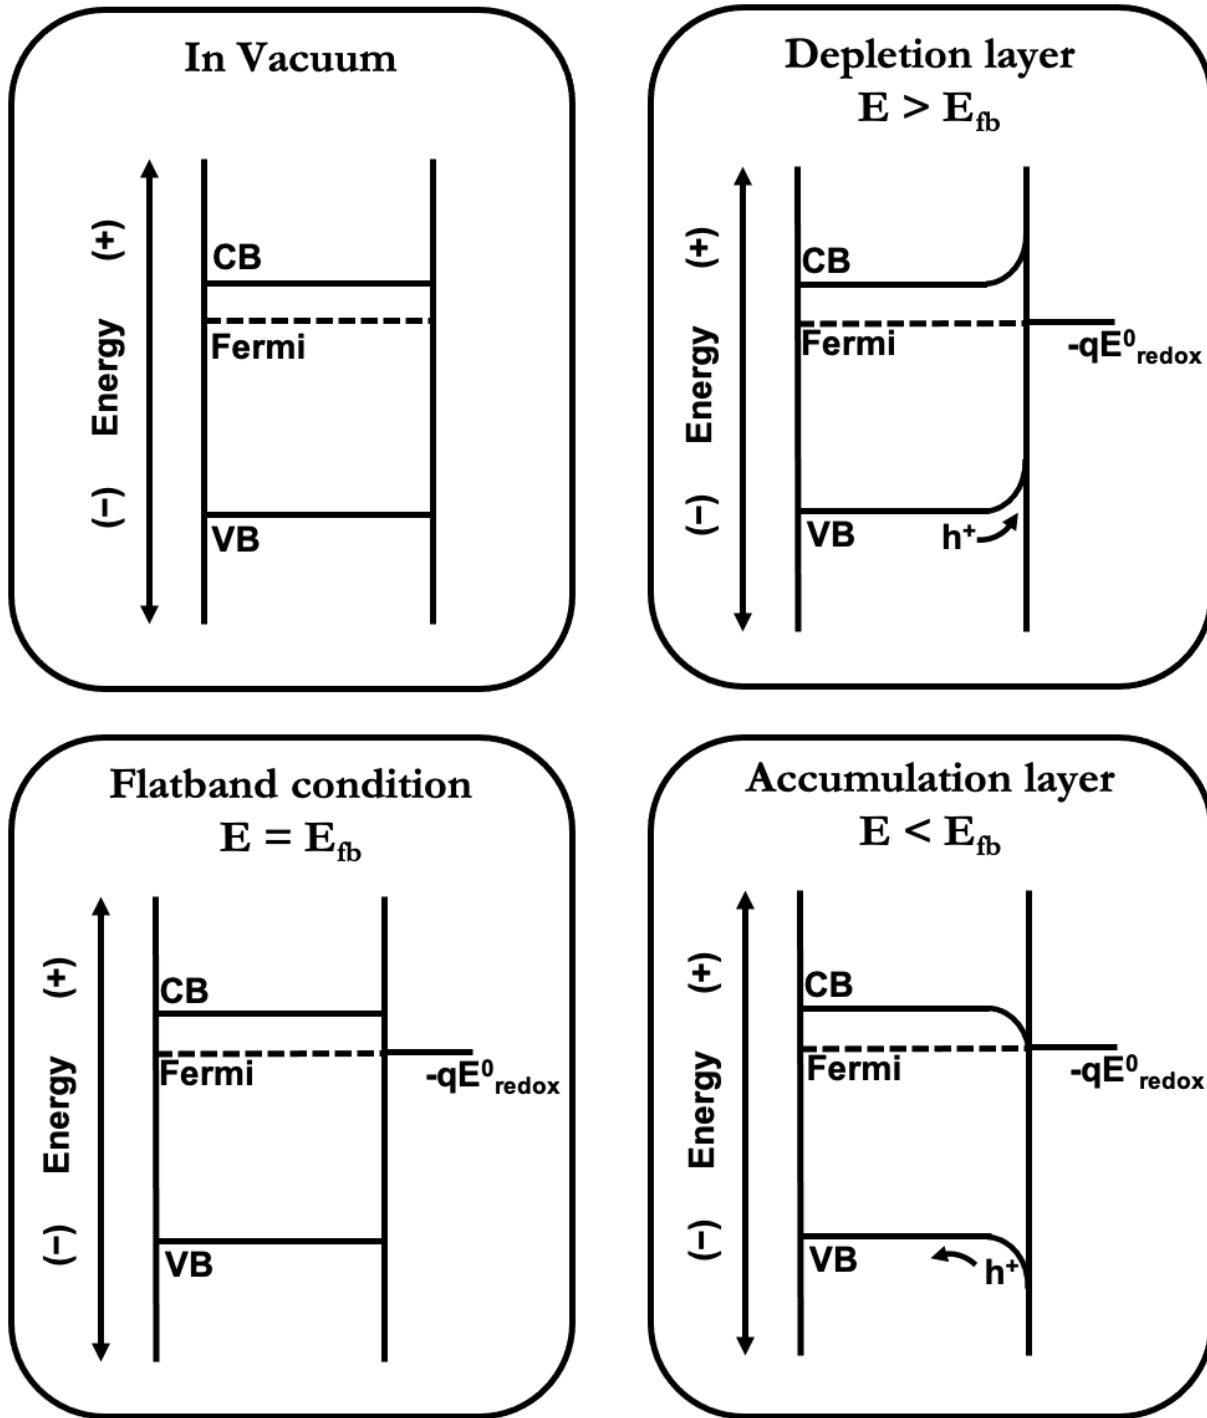 In Vacuum
(+)
Energy
(−)
CB
Fermi
VB
Depletion layer
E > Efb
(+)
Energy
(−)
CB
Fermi
-qE⁰redox
VB
h⁺
Flatband condition
E = Efb
(+)
Energy
(−)
CB
Fermi
-qE⁰redox
VB
Accumulation layer
E < Efb
(+)
Energy
(−)
CB
Fermi
-qE⁰redox
VB
h⁺